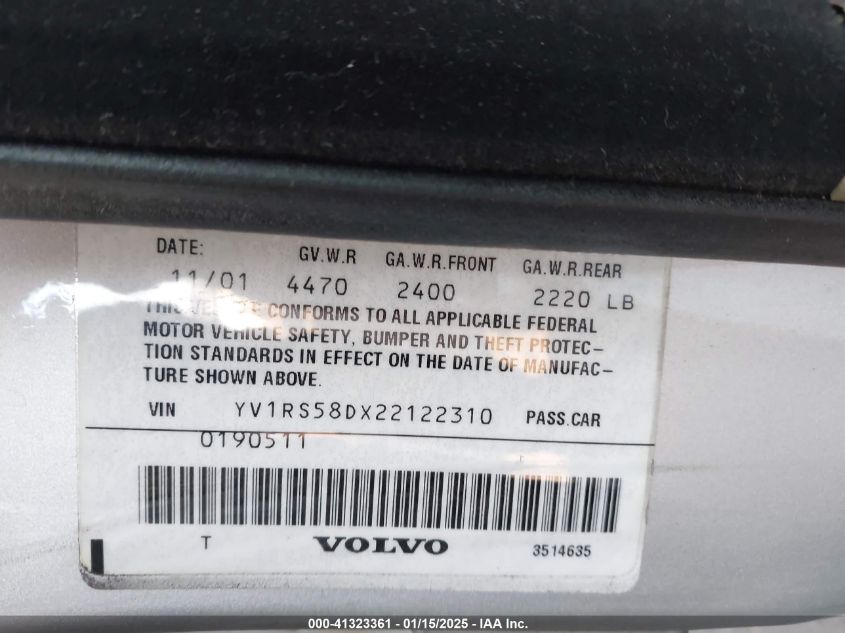 DATE: GV.W.R GA.W.R.FRONT GA.W.R.REAR
11/01 4470 2400 2220 LB
THIS VEHICLE CONFORMS TO ALL APPLICABLE FEDERAL
MOTOR VEHICLE SAFETY, BUMPER AND THEFT PROTEC-
TION STANDARDS IN EFFECT ON THE DATE OF MANUFAC-
TURE SHOWN ABOVE.
VIN YV1RS58DX22122310 PASS.CAR
0190511
T VOLVO 3514635
000-41323361 - 01/15/2025 - IAA Inc.